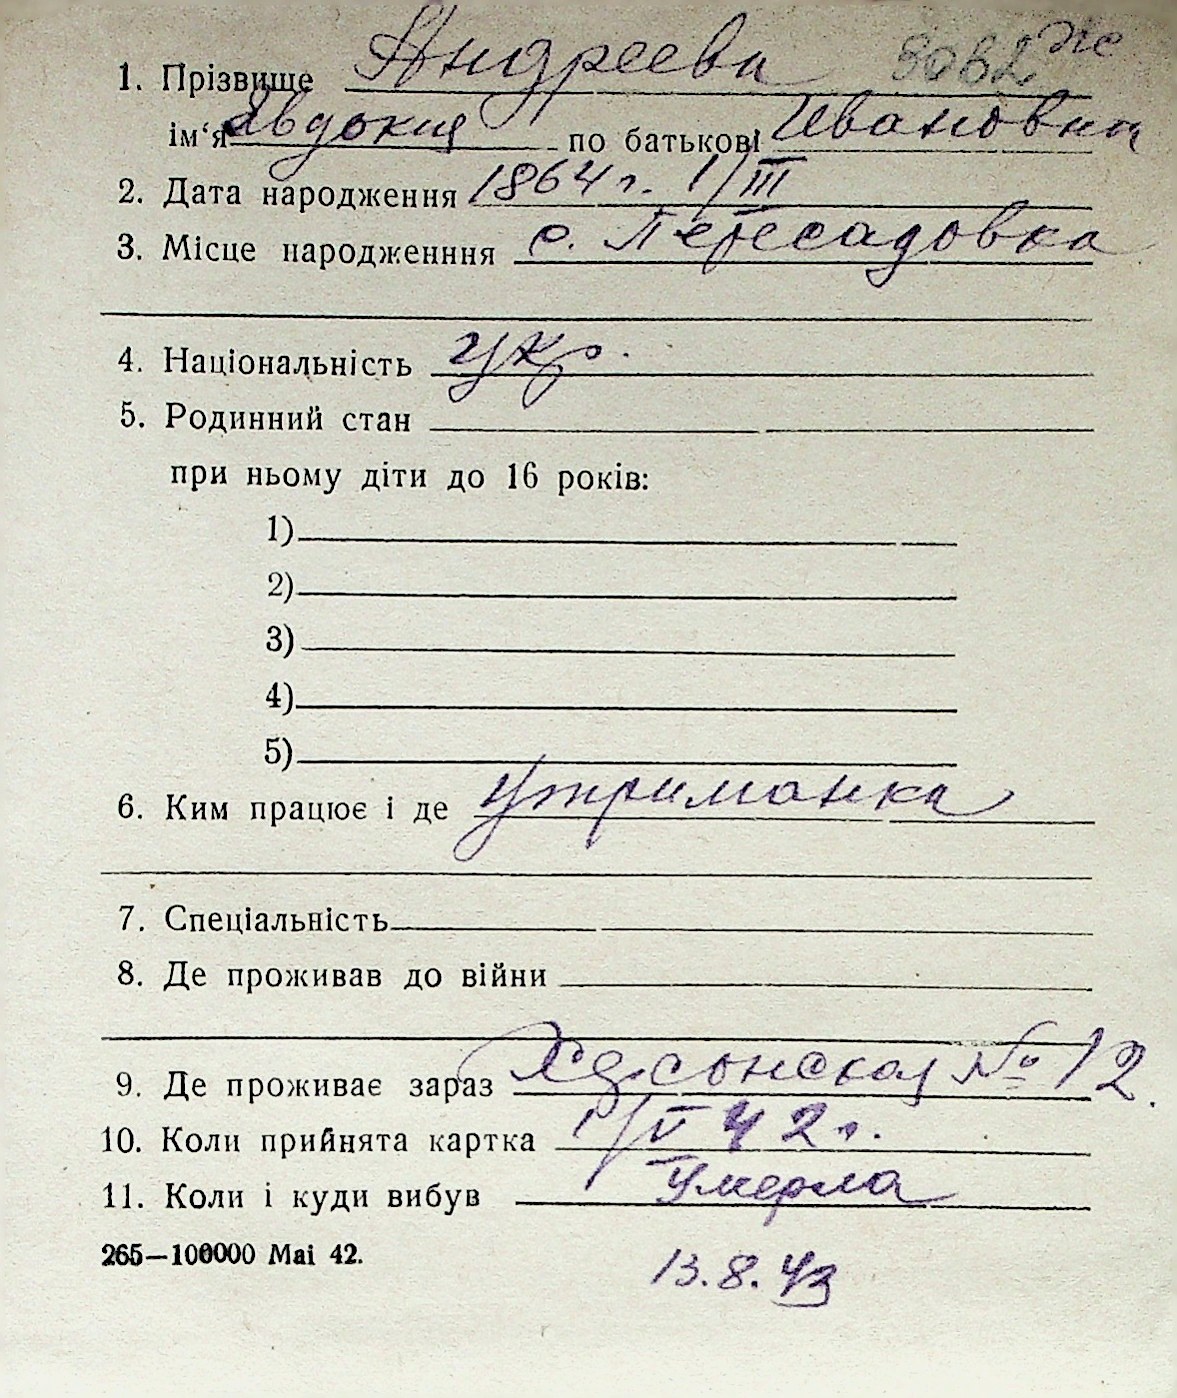 1. Прізвище Андреева
ім‘я Явдокия по батькові Ивановна
2. Дата народження 1864 г. 1/III
3. Місце народженння с. Пересадовка
4. Національність укр.
5. Родинний стан
при ньому діти до 16 років:
1)
2)
3)
4)
5)
6. Ким працює і де Утриманка
7. Спеціальність
8. Де проживав до війни
9. Де проживає зараз Херсонская № 12.
10. Коли прийнята картка 1/V 42 г.
11. Коли і куди вибув Умерла
265—100000 Mai 42.
13.8.43